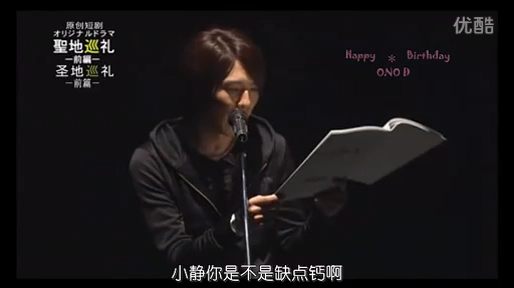 原创短剧
オリジナルドラマ
聖地巡礼
－前編－
圣地巡礼
－前篇－
优酷
Happy * Birthday
ONO D
小静你是不是缺点钙啊